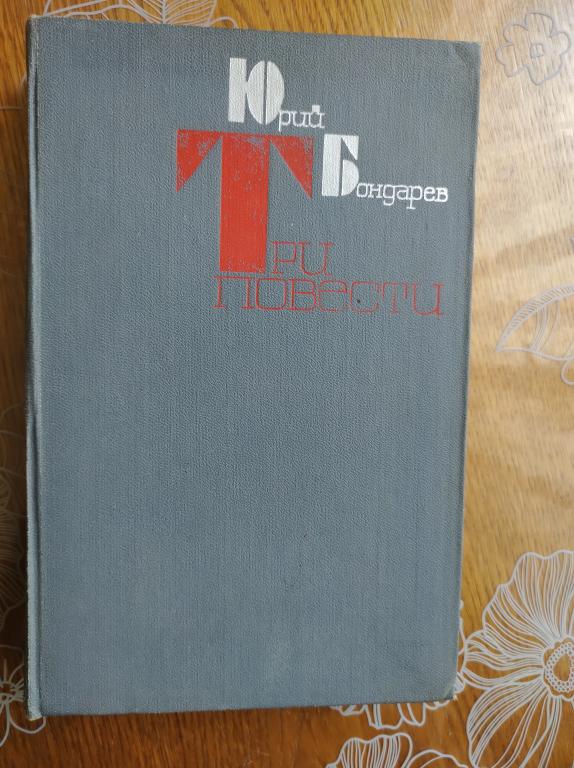 Юрий
Бондарев
Три
повести